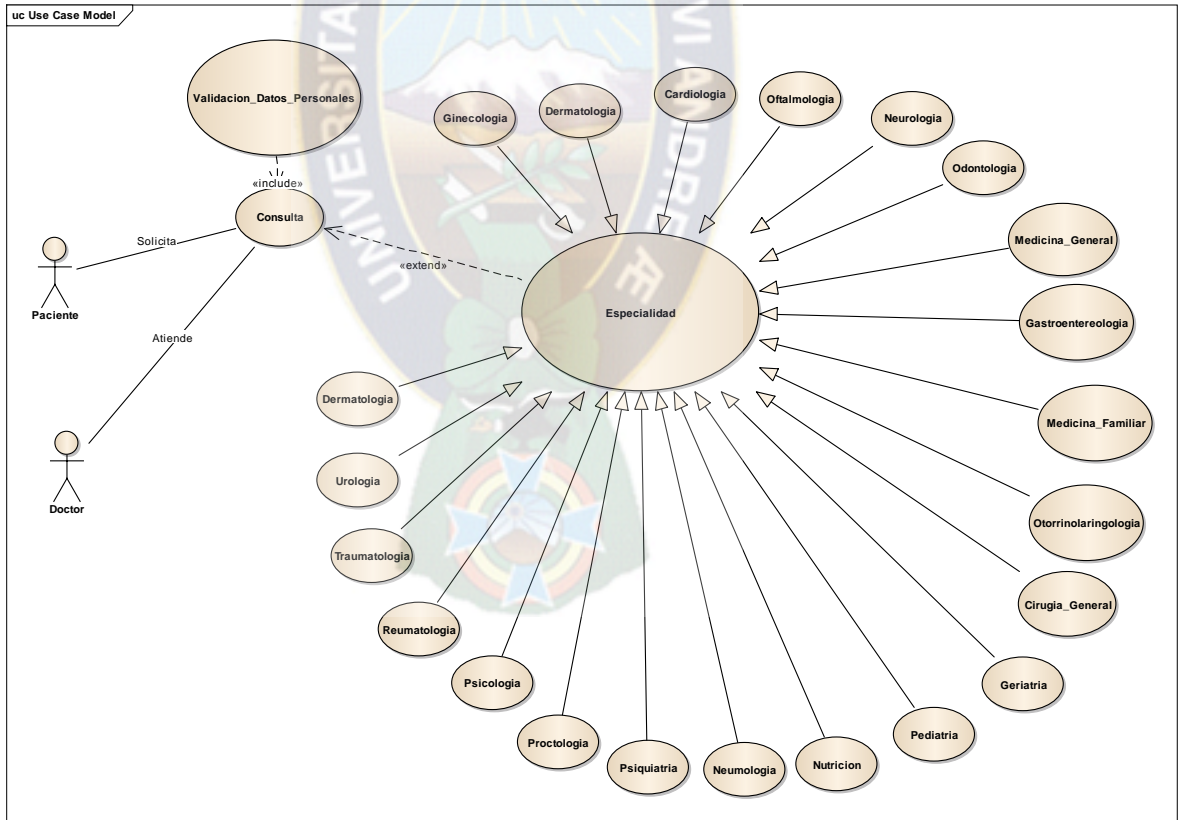 uc Use Case Model
Validacion_Datos_Personales
«include»
Consulta
Solicita
Paciente
Atiende
Doctor
«extend»
Especialidad
Ginecologia
Dermatologia
Cardiologia
Oftalmologia
Neurologia
Odontologia
Medicina_General
Gastroentereologia
Medicina_Familiar
Otorrinolaringologia
Cirugia_General
Geriatria
Pediatria
Nutricion
Neumologia
Psiquiatria
Proctologia
Psicologia
Reumatologia
Traumatologia
Urologia
Dermatologia